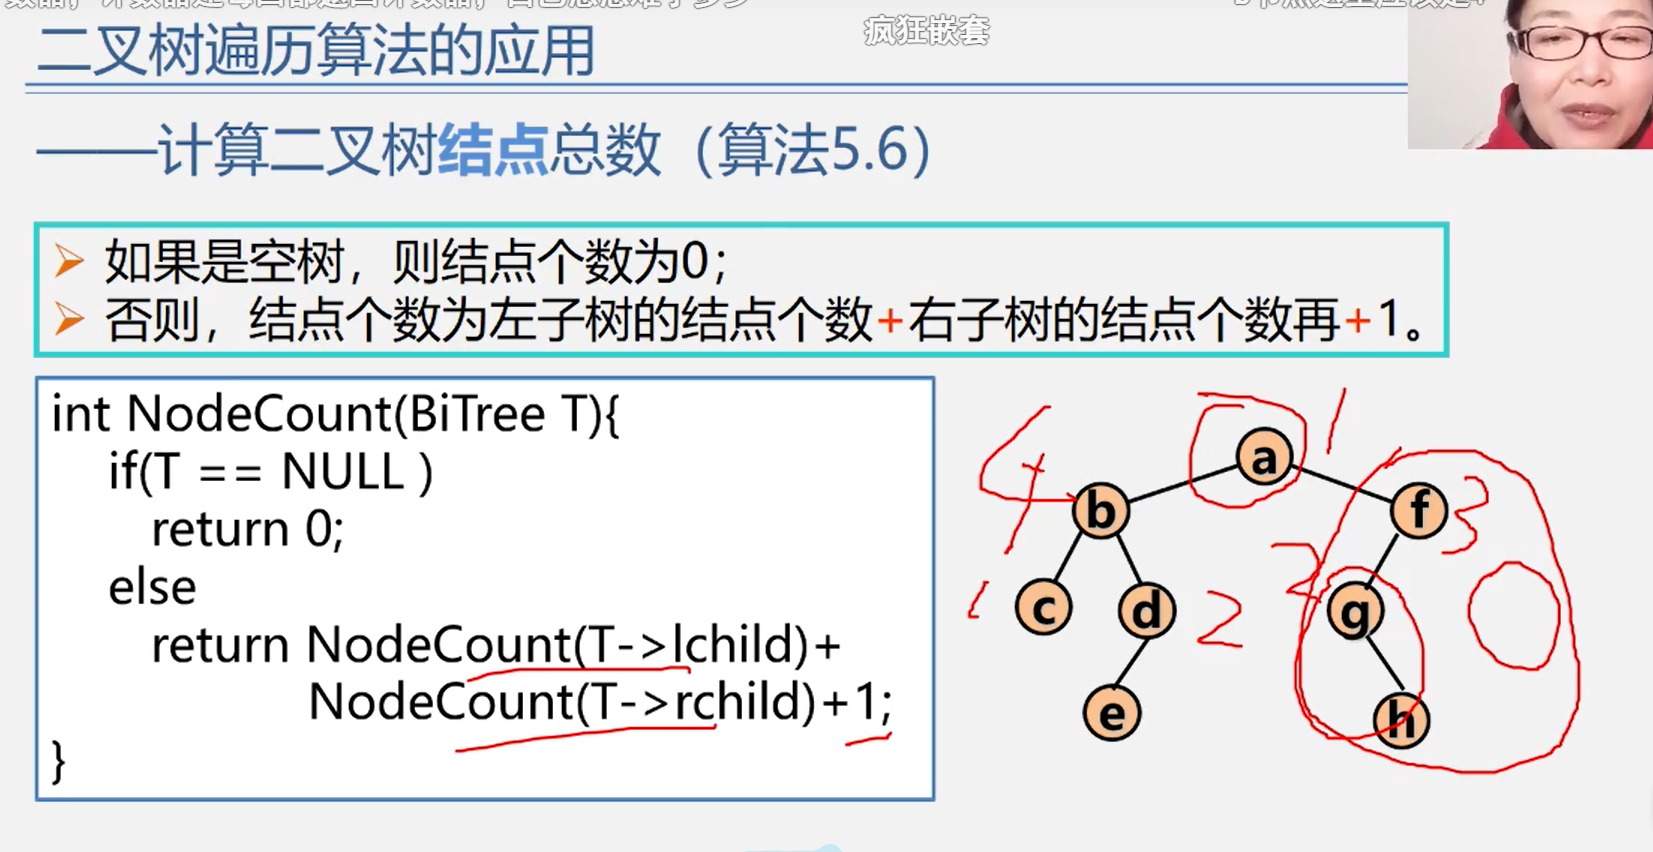 疯狂嵌套
二叉树遍历算法的应用
——计算二叉树结点总数（算法5.6）
如果是空树，则结点个数为0；
否则，结点个数为左子树的结点个数+右子树的结点个数再+1。
int NodeCount(BiTree T){
if(T == NULL )
return 0;
else
return NodeCount(T->lchild)+
NodeCount(T->rchild)+1;
}
a 1
4 b f 3
2
1 c d 2 g
e h